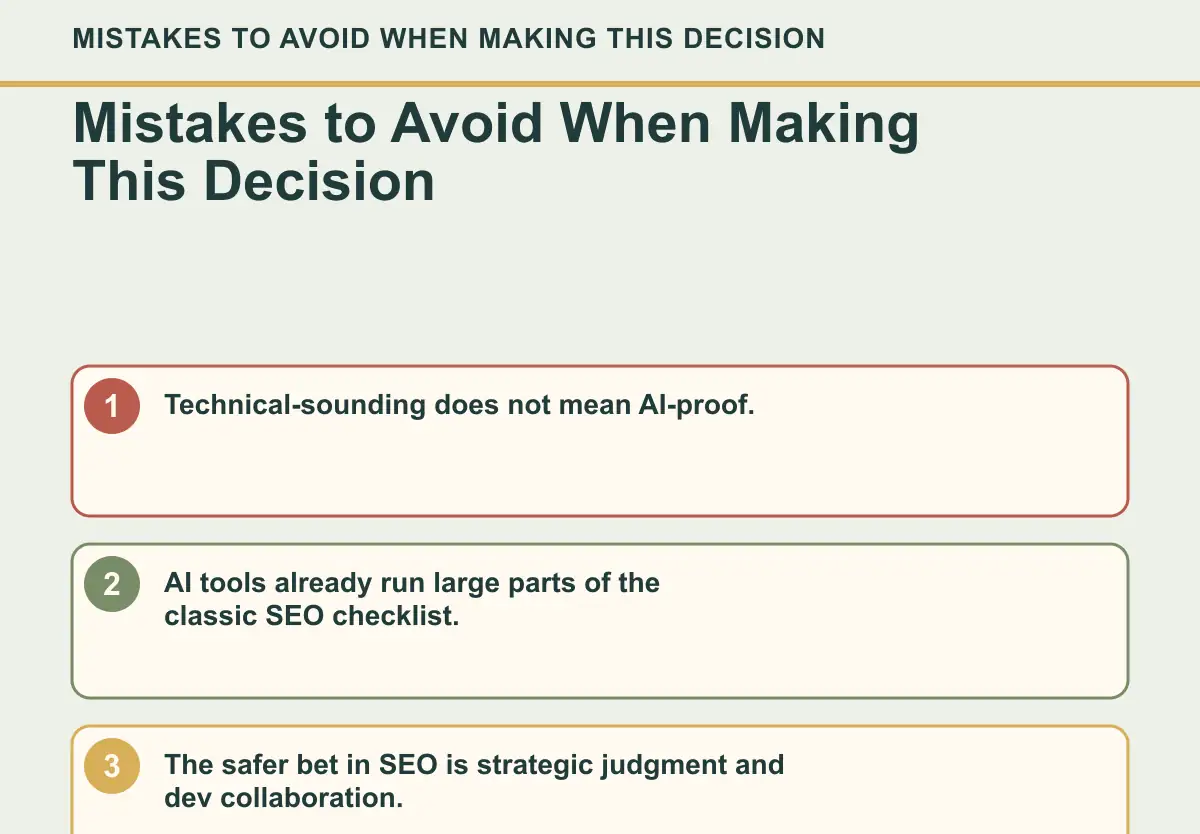 MISTAKES TO AVOID WHEN MAKING THIS DECISION
Mistakes to Avoid When Making
This Decision
1
Technical-sounding does not mean AI-proof.
2
AI tools already run large parts of the
classic SEO checklist.
3
The safer bet in SEO is strategic judgment and
dev collaboration.